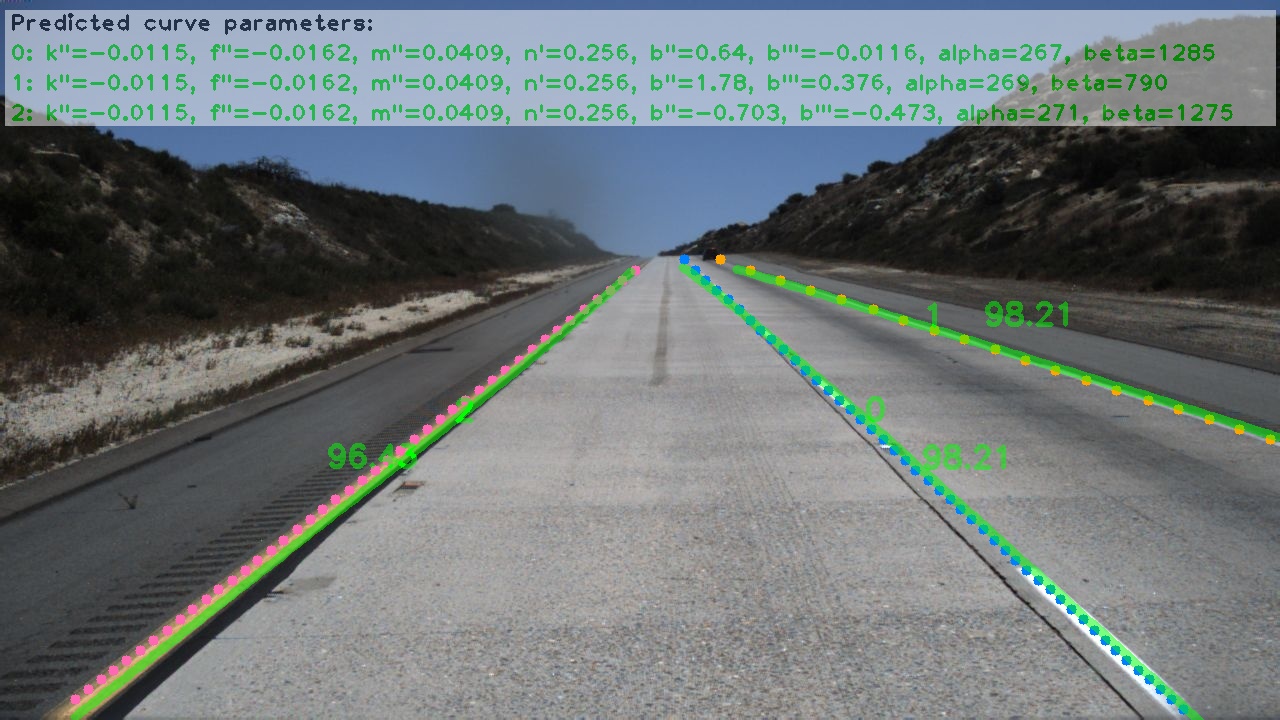 Predicted curve parameters:
0: k''=-0.0115, f''=-0.0162, m''=0.0409, n'=0.256, b''=0.64, b'''=-0.0116, alpha=267, beta=1285
1: k''=-0.0115, f''=-0.0162, m''=0.0409, n'=0.256, b''=1.78, b'''=0.376, alpha=269, beta=790
2: k''=-0.0115, f''=-0.0162, m''=0.0409, n'=0.256, b''=-0.703, b'''=-0.473, alpha=271, beta=1275
1 98.21
0
98.21